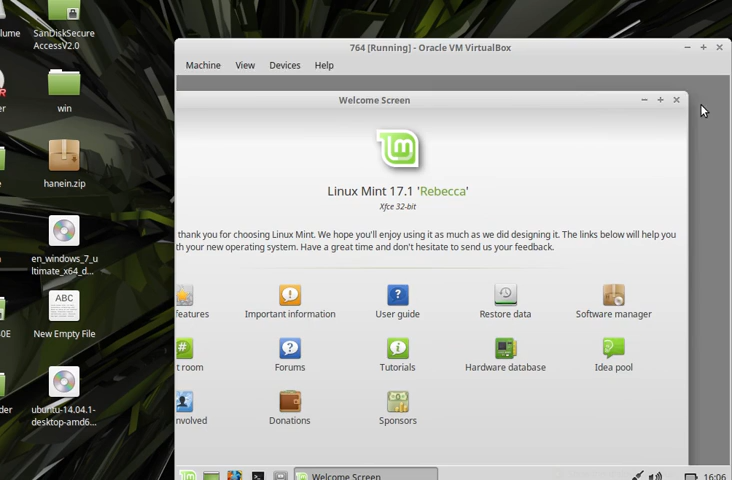 olume
SanDiskSecure
AccessV2.0
er
win
hanein.zip
en_windows_7_u
ltimate_x64_d...
ABC
80E
New Empty File
der
ubuntu-14.04.1-
desktop-amd6...
764 [Running] - Oracle VM VirtualBox
Machine View Devices Help
Welcome Screen
lm
Linux Mint 17.1 'Rebecca'
Xfce 32-bit
thank you for choosing Linux Mint. We hope you'll enjoy using it as much as we did designing it. The links below will help you
th your new operating system. Have a great time and don't hesitate to send us your feedback.
features Important information User guide Restore data Software manager
t room Forums Tutorials Hardware database Idea pool
nvolved Donations Sponsors
Welcome Screen 16:06